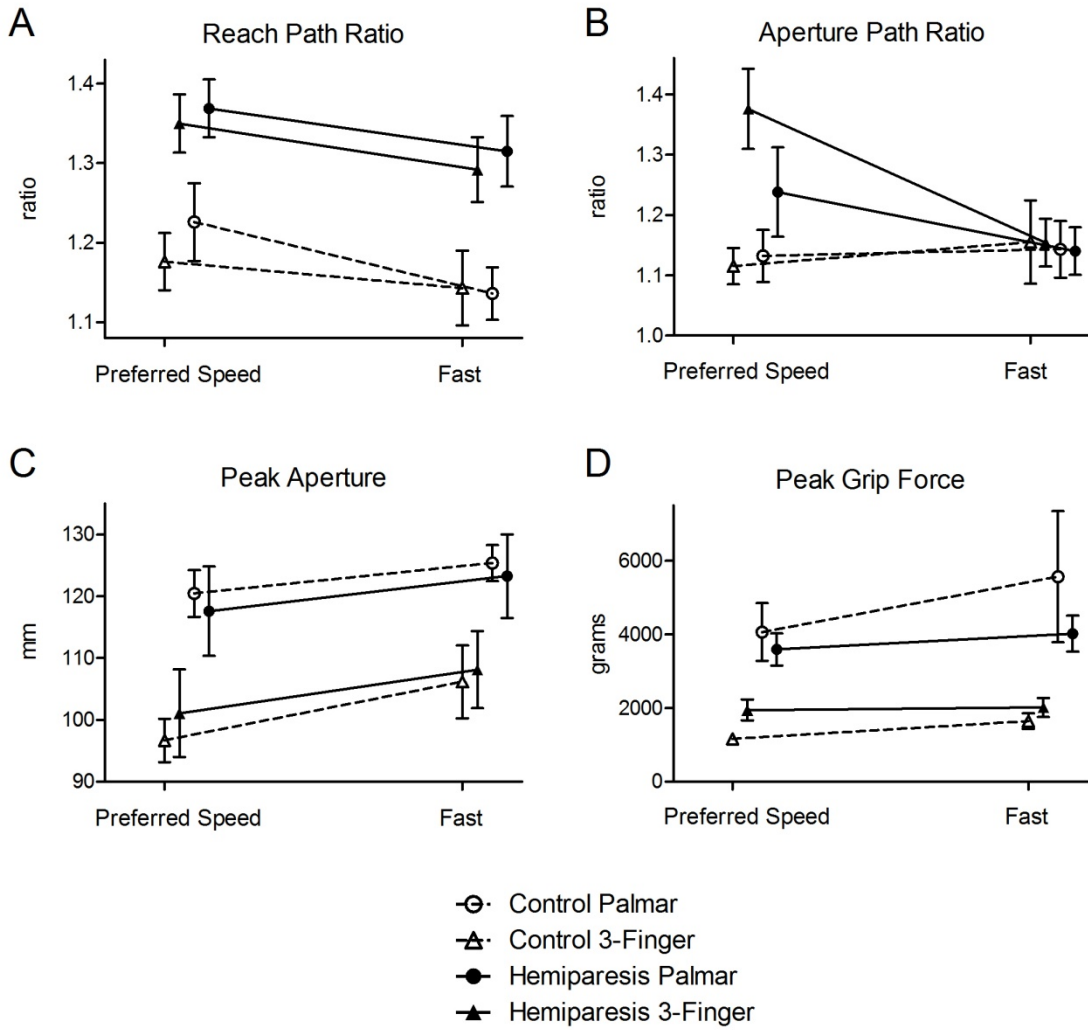 A
Reach Path Ratio
1.4
1.3
1.2
1.1
ratio
Preferred Speed
Fast
B
Aperture Path Ratio
1.4
1.3
1.2
1.1
1.0
ratio
Preferred Speed
Fast
C
Peak Aperture
130
120
110
100
90
mm
Preferred Speed
Fast
D
Peak Grip Force
6000
4000
2000
0
grams
Preferred Speed
Fast
Control Palmar
Control 3-Finger
Hemiparesis Palmar
Hemiparesis 3-Finger